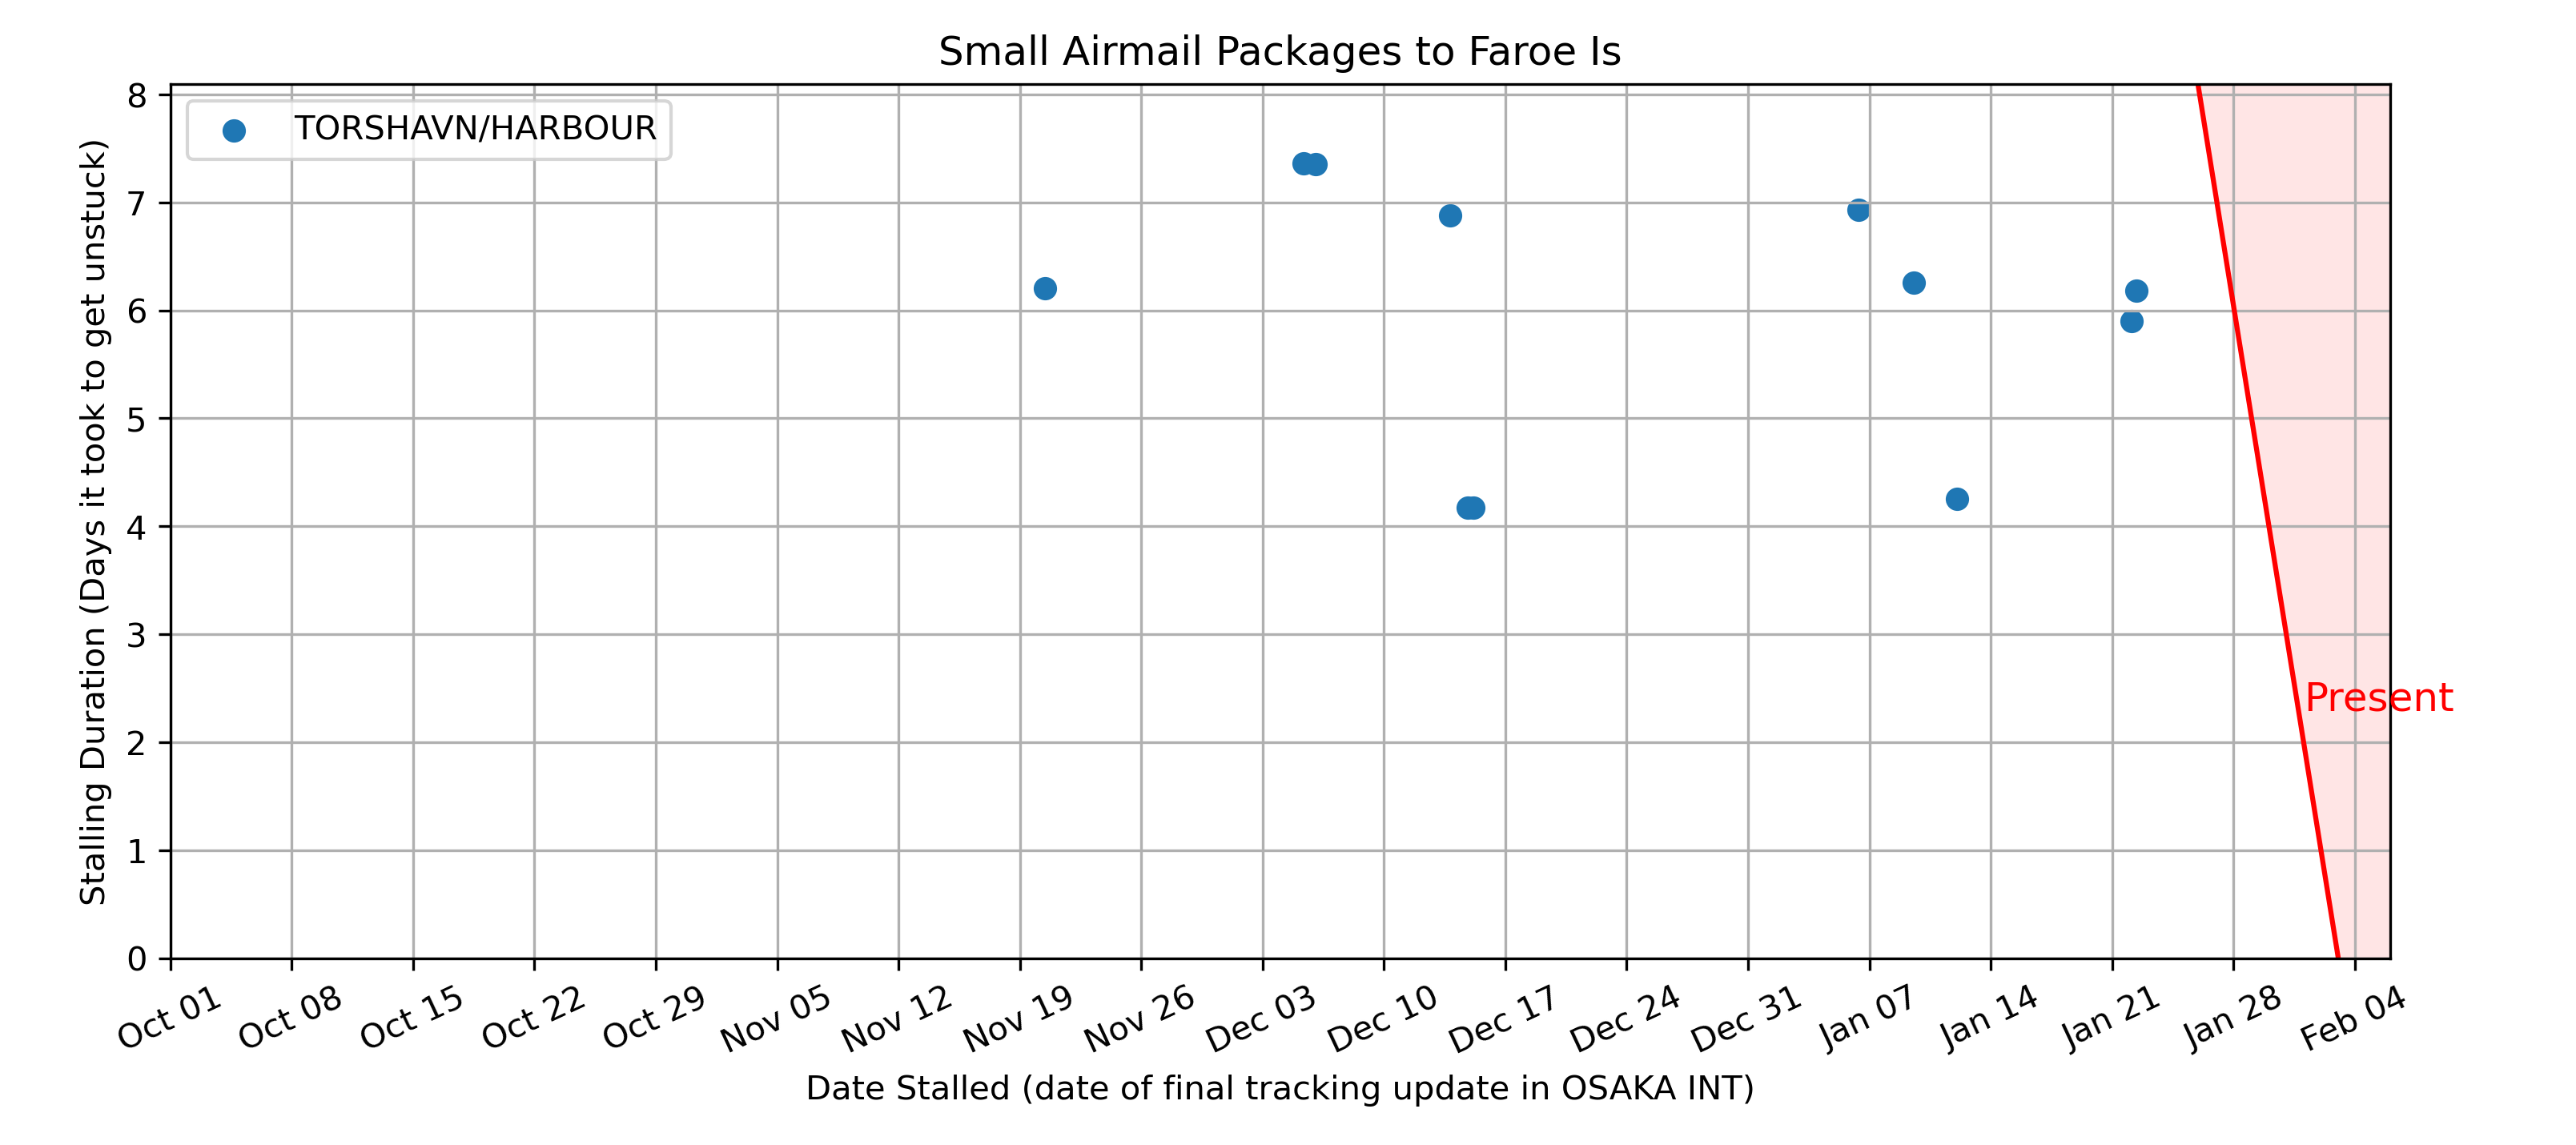 Small Airmail Packages to Faroe Is
TORSHAVN/HARBOUR
Stalling Duration (Days it took to get unstuck)
8
7
6
5
4
3
2
1
0
Present
Oct 01
Oct 08
Oct 15
Oct 22
Oct 29
Nov 05
Nov 12
Nov 19
Nov 26
Dec 03
Dec 10
Dec 17
Dec 24
Dec 31
Jan 07
Jan 14
Jan 21
Jan 28
Feb 04
Date Stalled (date of final tracking update in OSAKA INT)